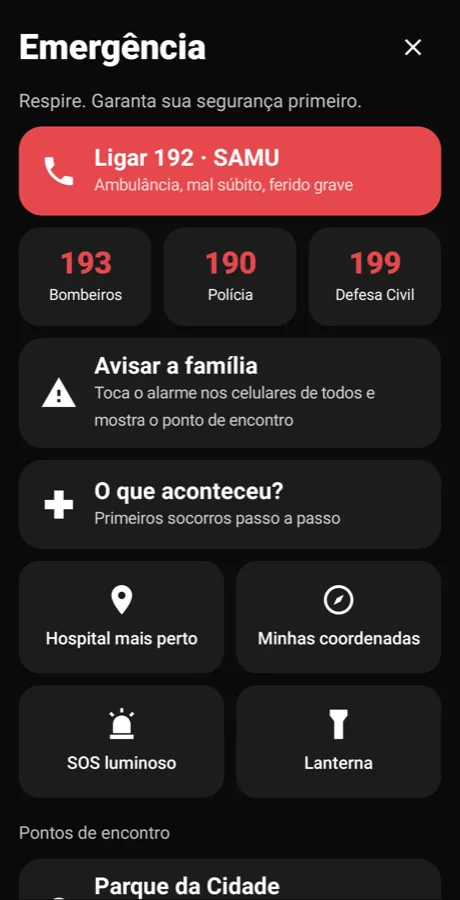 Emergência
Respire. Garanta sua segurança primeiro.
Ligar 192 · SAMU
Ambulância, mal súbito, ferido grave
193
Bombeiros
190
Polícia
199
Defesa Civil
Avisar a família
Toca o alarme nos celulares de todos e
mostra o ponto de encontro
O que aconteceu?
Primeiros socorros passo a passo
Hospital mais perto
Minhas coordenadas
SOS luminoso
Lanterna
Pontos de encontro
Parque da Cidade